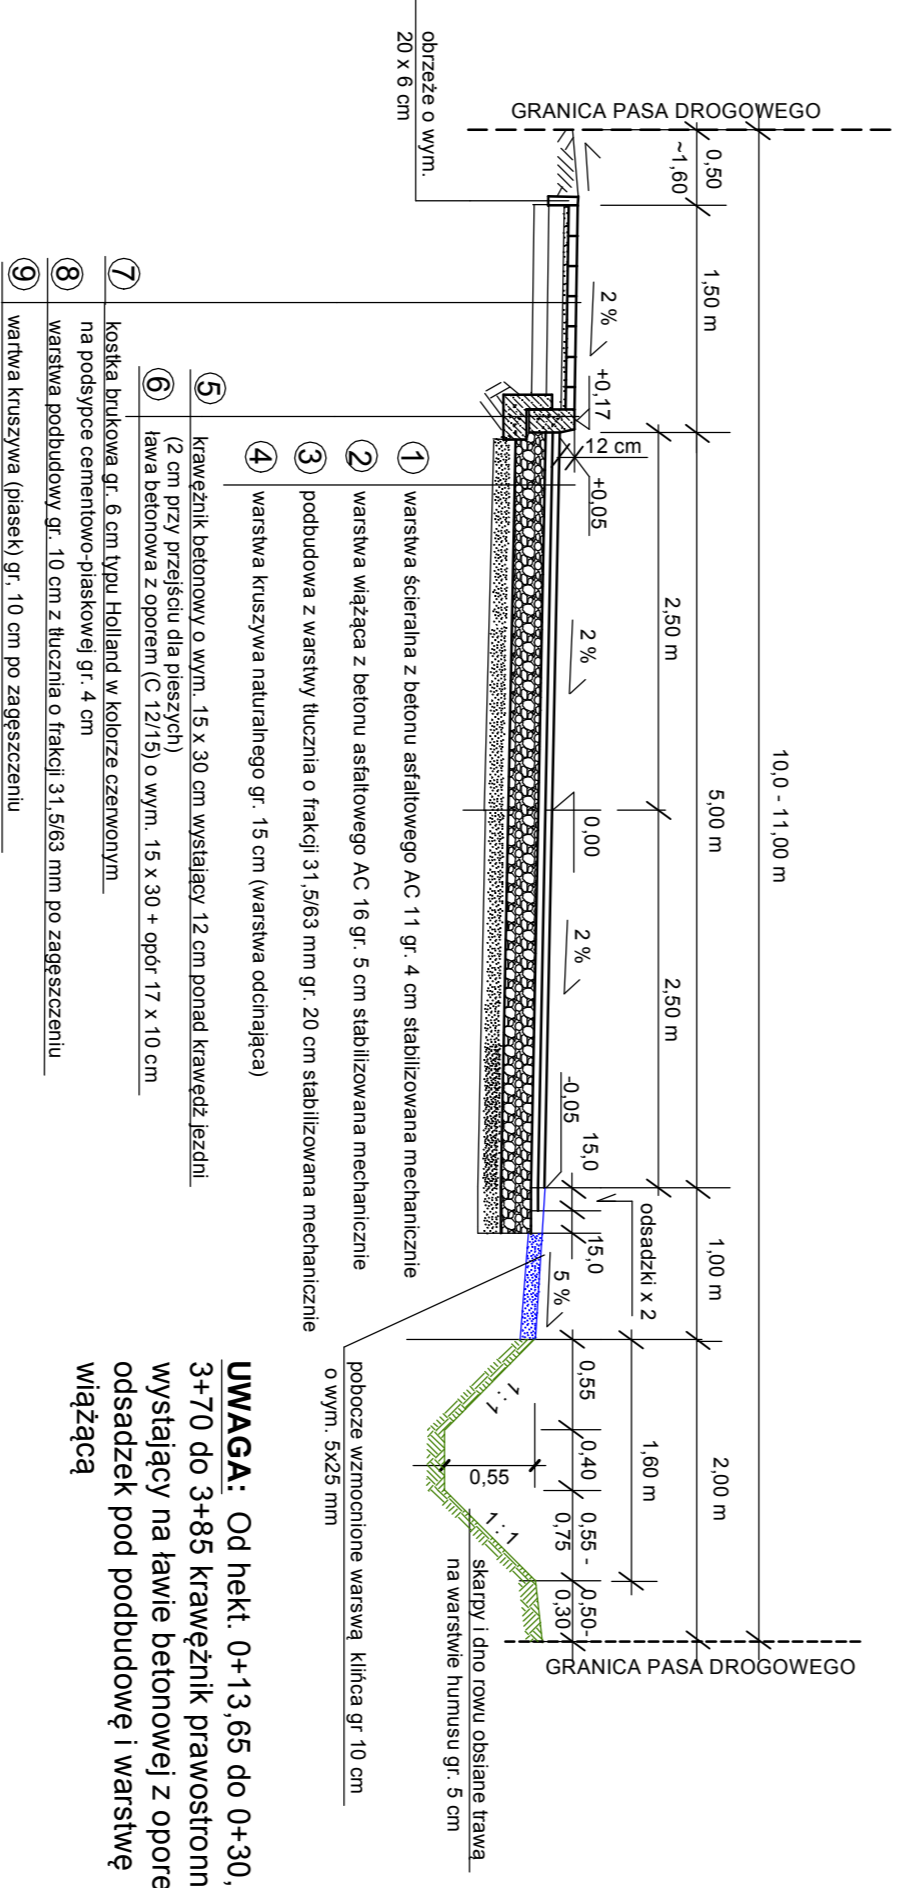 GRANICA PASA DROGOWEGO
10,0 - 11,00 m
0,50
~1,60
1,50 m
5,00 m
1,00 m
2,00 m
2,50 m
2,50 m
odsadzki x 2
1,60 m
2 %
+0,17
12 cm
+0,05
2 %
0,00
2 %
-0,05
15,0
15,0
5 %
0,55
0,40
0,55 -
0,75
0,50-
0,30
1:1
0,55
1:1
GRANICA PASA DROGOWEGO
obrzeże o wym.
20 x 6 cm
skarpy i dno rowu obsiane trawą
na warstwie humusu gr. 5 cm
pobocze wzmocnione warswą klińca gr 10 cm
o wym. 5x25 mm
1 warstwa ścieralna z betonu asfaltowego AC 11 gr. 4 cm stabilizowana mechanicznie
2 warstwa wiążąca z betonu asfaltowego AC 16 gr. 5 cm stabilizowana mechanicznie
3 podbudowa z warstwy tłucznia o frakcji 31,5/63 mm gr. 20 cm stabilizowana mechanicznie
4 warstwa kruszywa naturalnego gr. 15 cm (warstwa odcinająca)
5 krawężnik betonowy o wym. 15 x 30 cm wystający 12 cm ponad krawędź jezdni
(2 cm przy przejściu dla pieszych)
6 ława betonowa z oporem (C 12/15) o wym. 15 x 30 + opór 17 x 10 cm
7 kostka brukowa gr. 6 cm typu Holland w kolorze czerwonym
na podsypce cementowo-piaskowej gr. 4 cm
8 warstwa podbudowy gr. 10 cm z tłucznia o frakcji 31,5/63 mm po zagęszczeniu
9 wartwa kruszywa (piasek) gr, 10 cm po zagęszczeniu
UWAGA: Od hekt. 0+13,65 do 0+30,
3+70 do 3+85 krawężnik prawostronn
wystający na ławie betonowej z opore
odsadzek pod podbudowę i warstwę
wiążącą